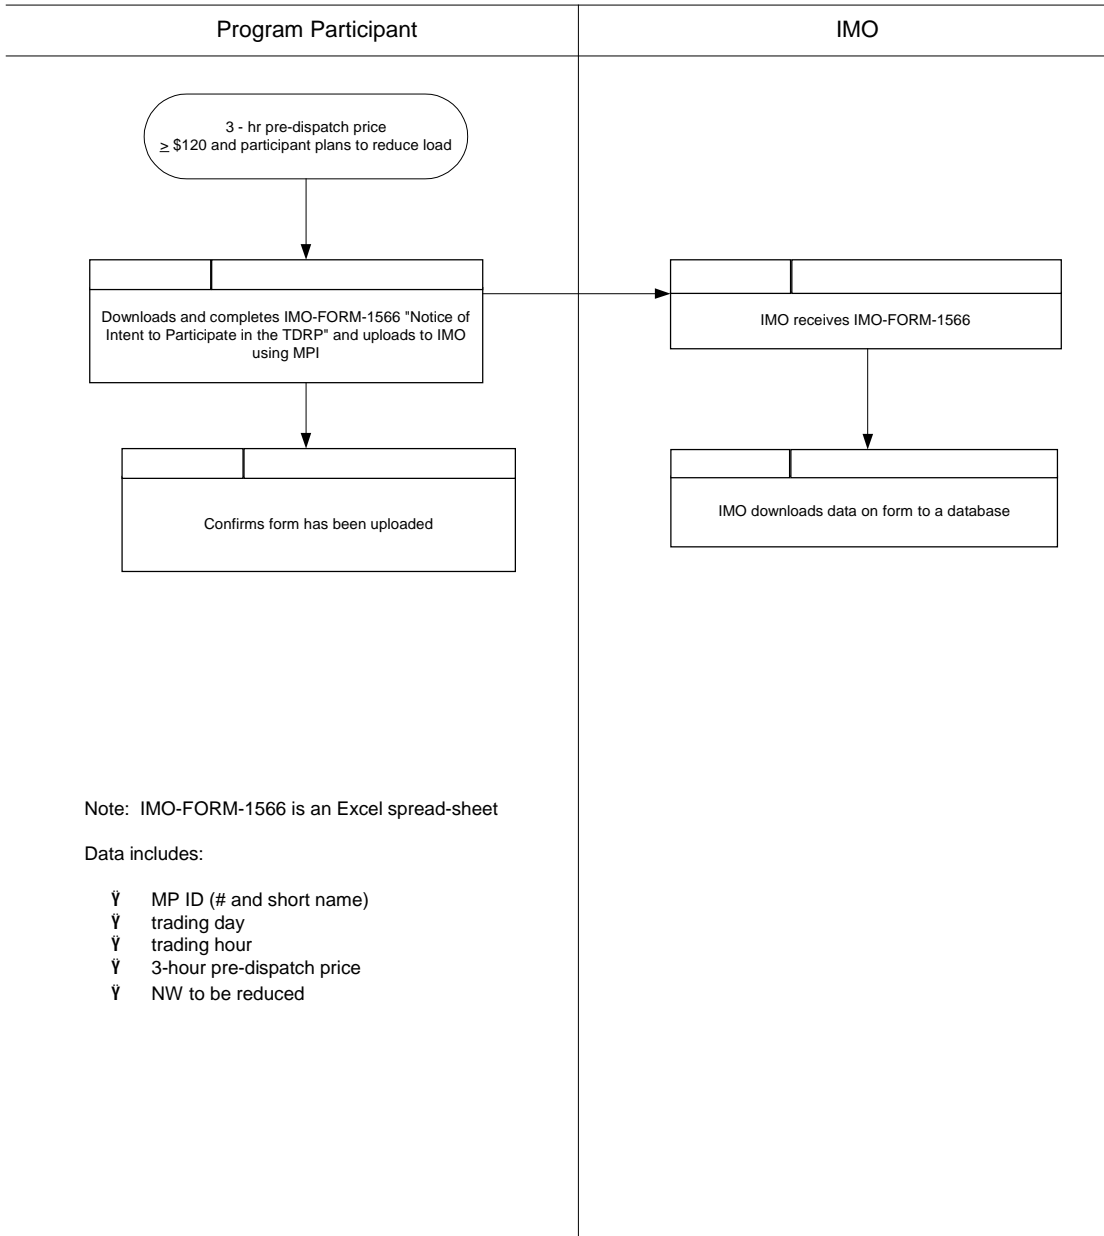 Program Participant
IMO
3 - hr pre-dispatch price
≥ $120 and participant plans to reduce load
Downloads and completes IMO-FORM-1566 "Notice of
Intent to Participate in the TDRP" and uploads to IMO
using MPI
IMO receives IMO-FORM-1566
Confirms form has been uploaded
IMO downloads data on form to a database
Note:  IMO-FORM-1566 is an Excel spread-sheet
Data includes:
Ÿ MP ID (# and short name)
Ÿ trading day
Ÿ trading hour
Ÿ 3-hour pre-dispatch price
Ÿ NW to be reduced